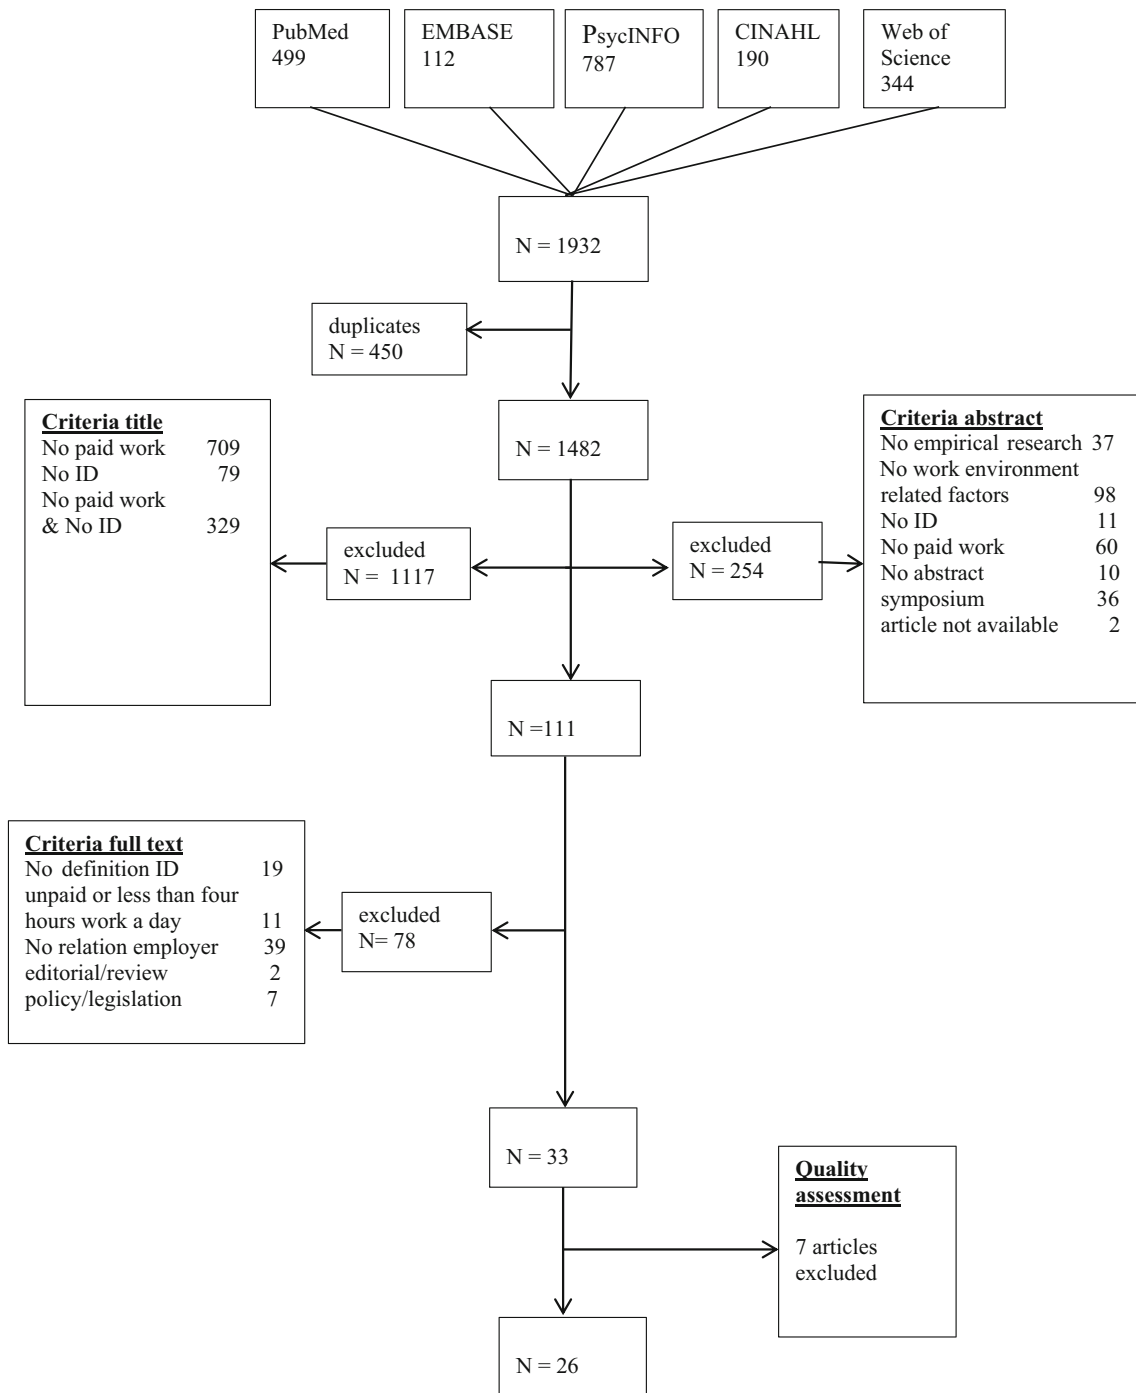 PubMed
499
EMBASE
112
PsycINFO
787
CINAHL
190
Web of
Science
344
N = 1932
duplicates
N = 450
N = 1482
Criteria title
No paid work 709
No ID 79
No paid work
& No ID 329
excluded
N = 1117
excluded
N = 254
Criteria abstract
No empirical research 37
No work environment
related factors 98
No ID 11
No paid work 60
No abstract 10
symposium 36
article not available 2
N =111
Criteria full text
No definition ID 19
unpaid or less than four
hours work a day 11
No relation employer 39
editorial/review 2
policy/legislation 7
excluded
N= 78
N = 33
Quality
assessment
7 articles
excluded
N = 26